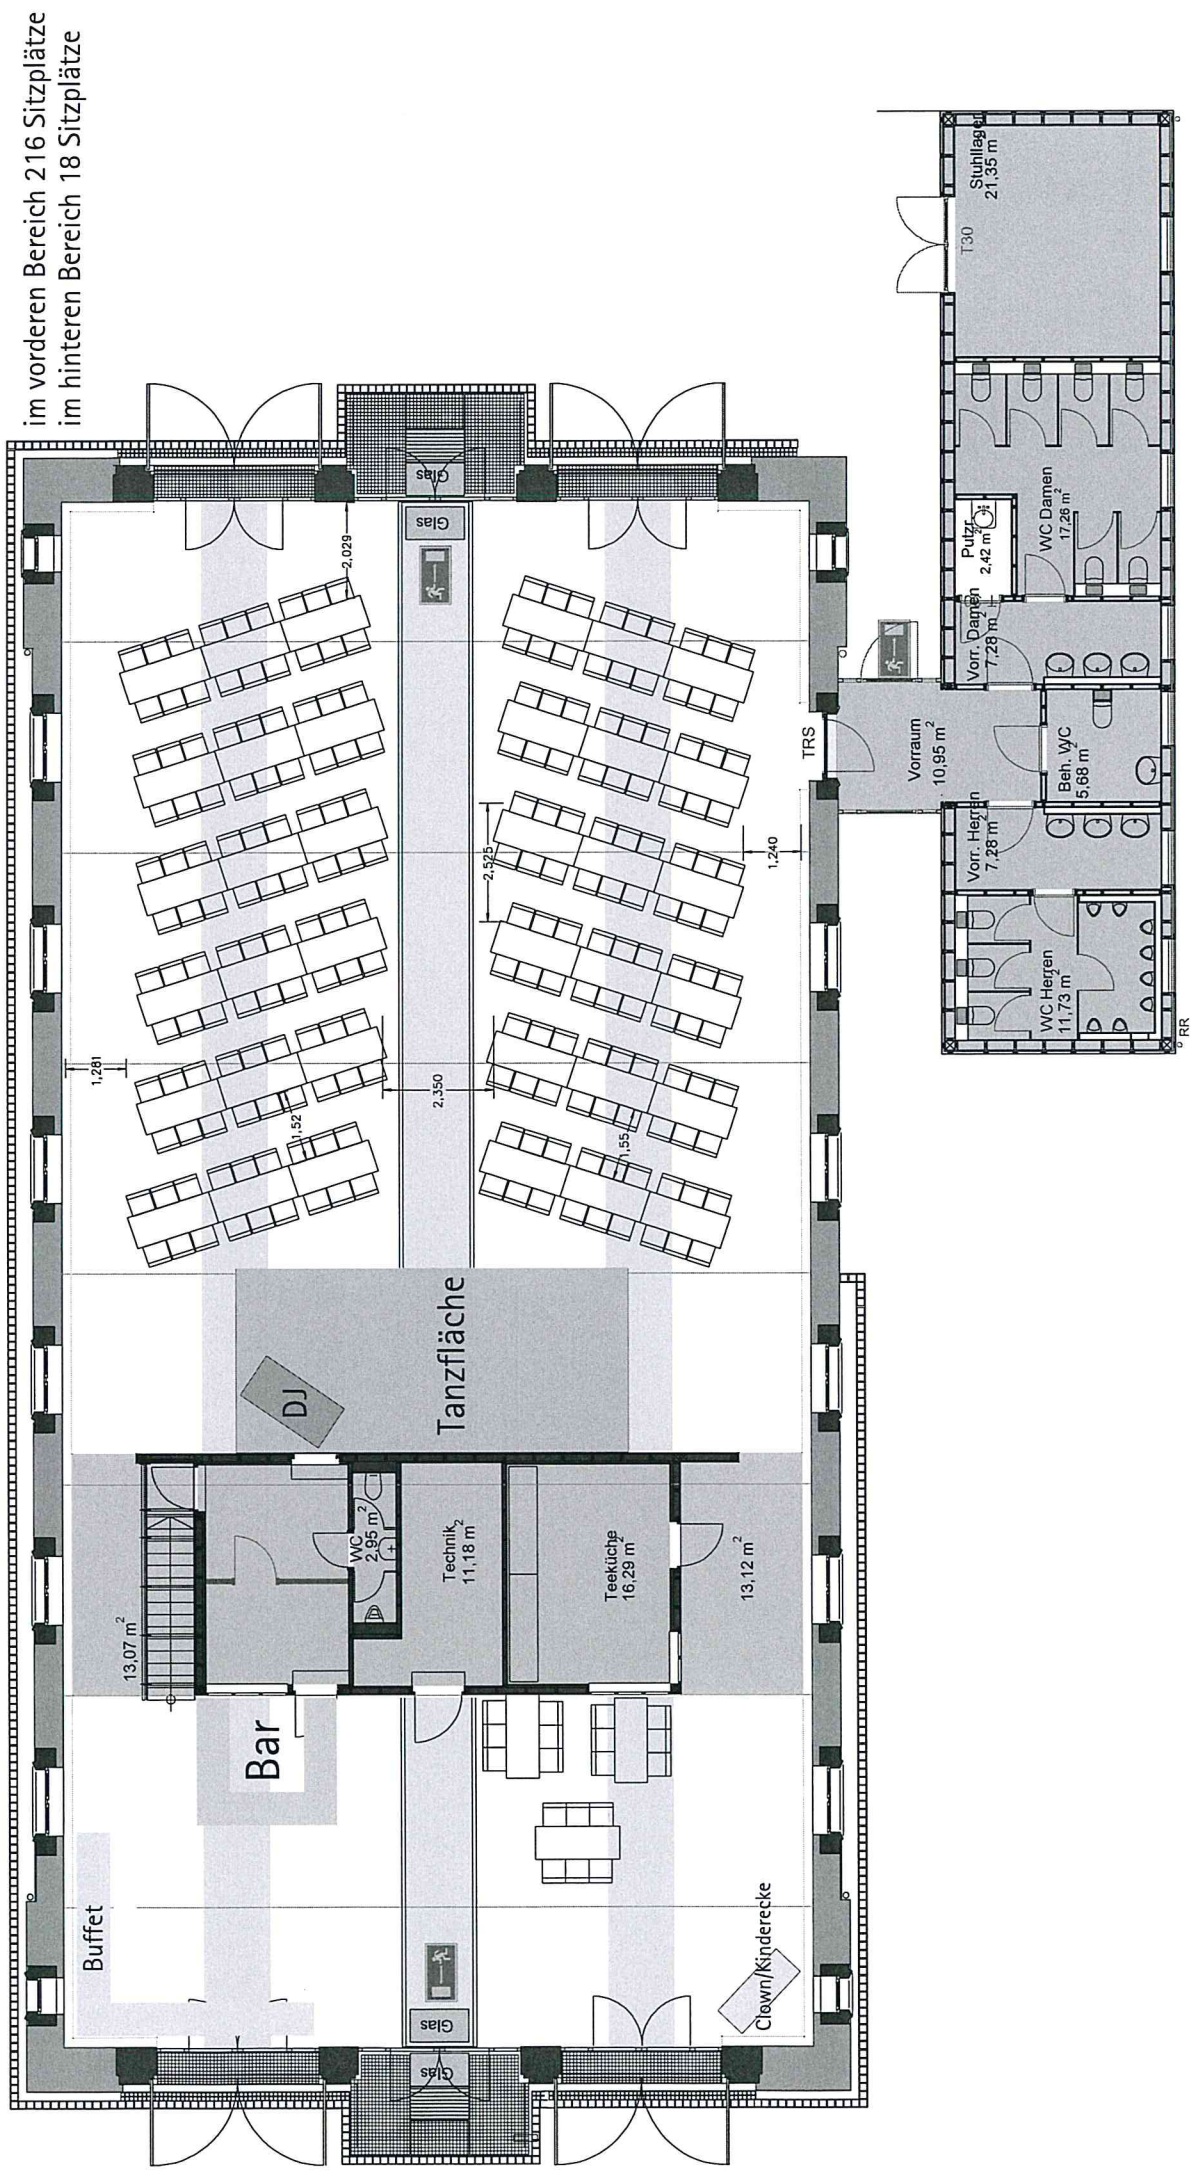 im vorderen Bereich 216 Sitzplätze
im hinteren Bereich 18 Sitzplätze
Buffet
Bar
Clown/Kinderecke
Glas
Glas
13,07 m²
WC
2,95 m²
Technik
11,18 m²
Teeküche
16,29 m²
13,12 m²
DJ
Tanzfläche
1,281
1,52
2,350
1,55
2,525
1,240
2,029
Glas
Glas
TRS
Vorraum
10,95 m²
WC Herren
11,73 m²
RR
Vorr. Herren
7,28 m²
Beh. WC
5,68 m²
Vorr. Damen
7,28 m²
Putzr.
2,42 m²
WC Damen
17,26 m²
Stuhllager
21,35 m²
T30